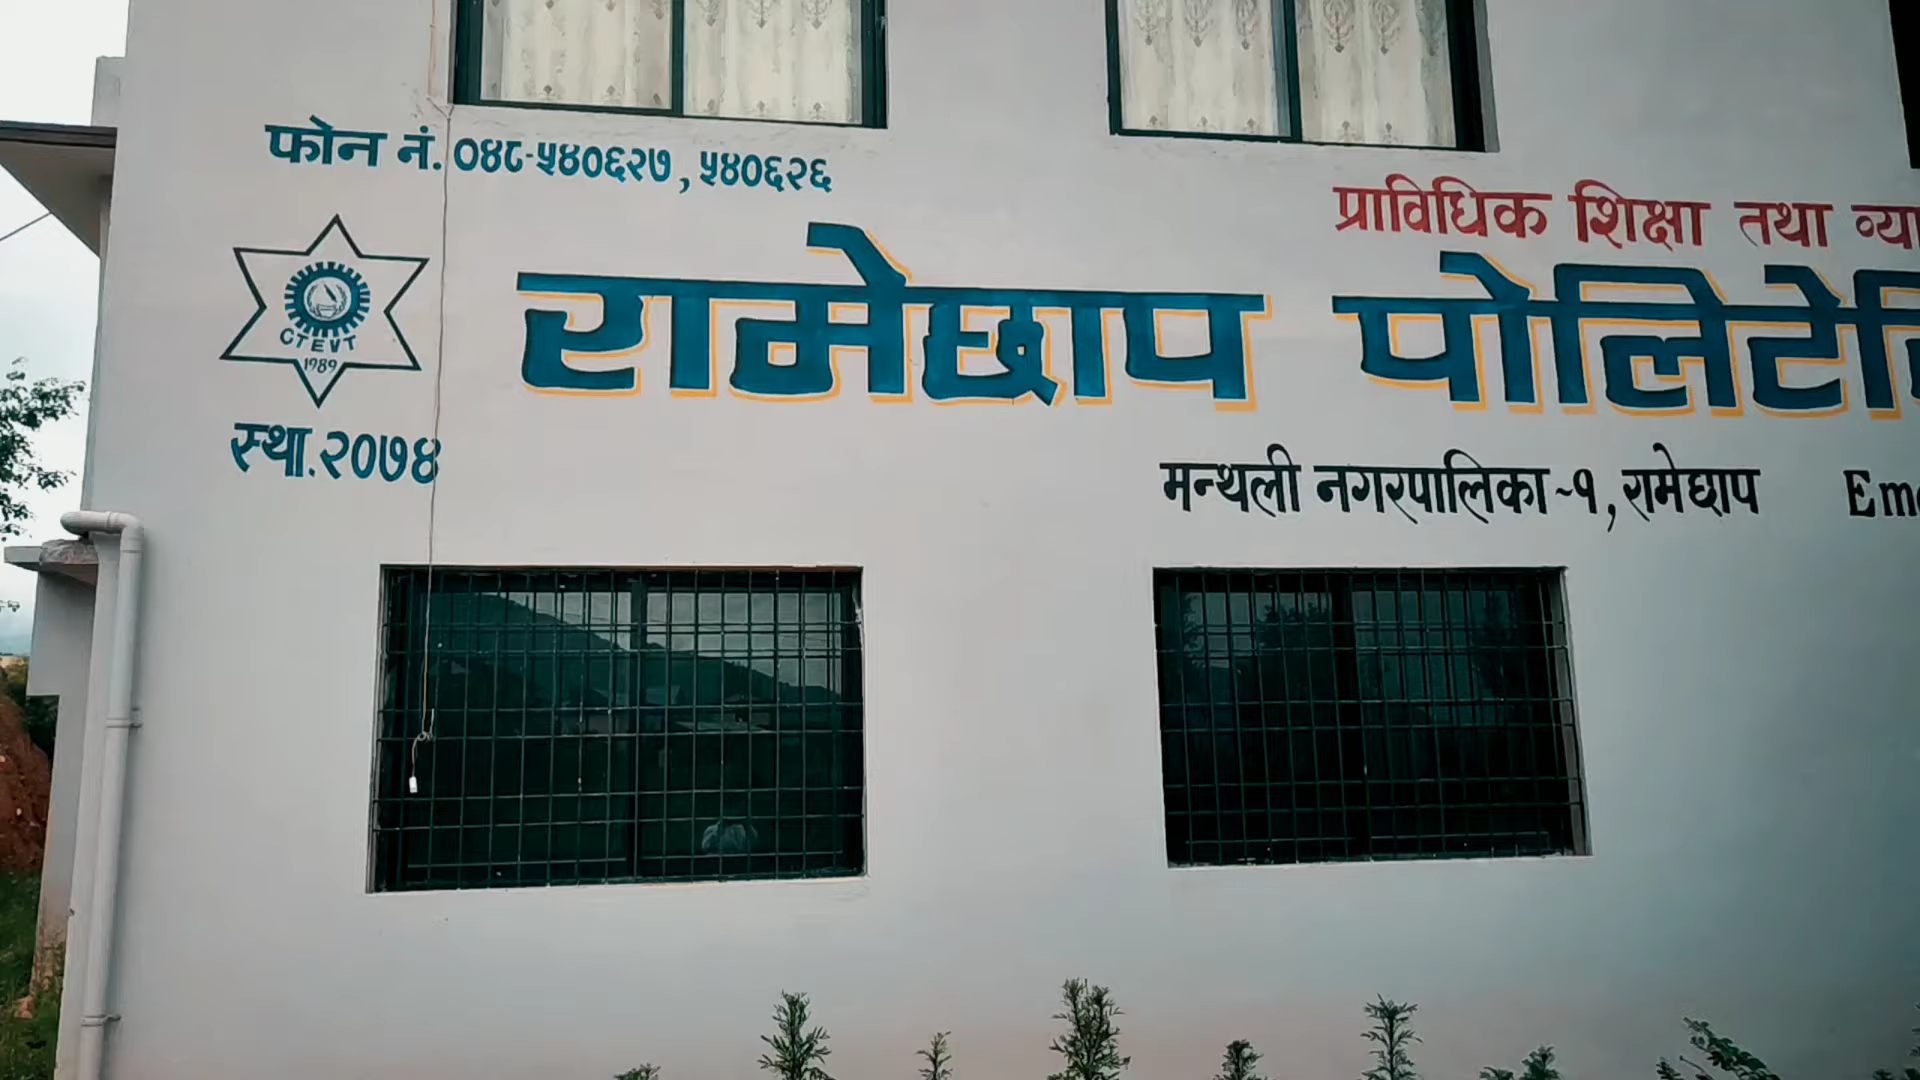 फोन नं. ०४८-५४०६२७, ५४०६२६
प्राविधिक शिक्षा तथा
CTEVT
1989
रामेछाप
स्था. २०७४
मन्थली नगरपालिका ~१, रामेछाप